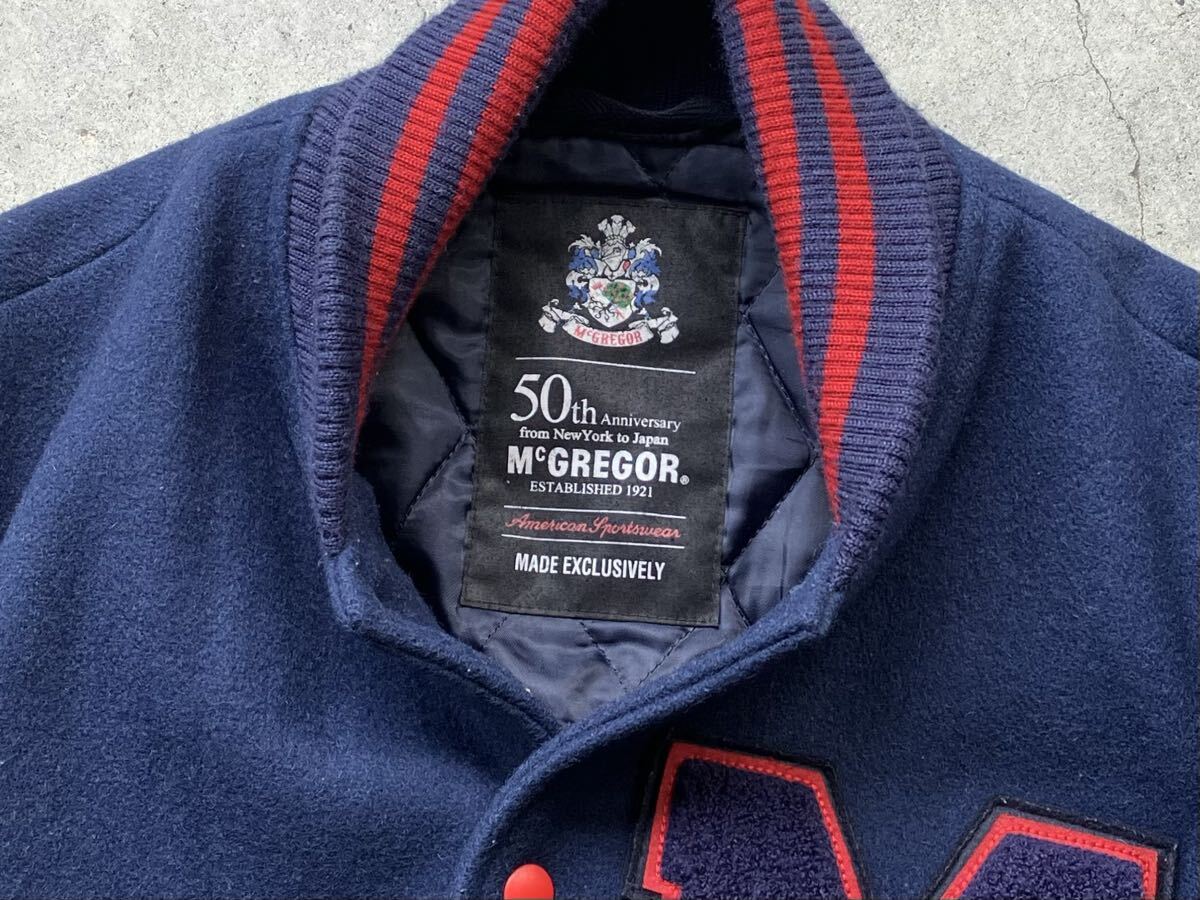 McGREGOR
50th Anniversary
from NewYork to Japan
McGREGOR®
ESTABLISHED 1921
American Sportswear
MADE EXCLUSIVELY
M